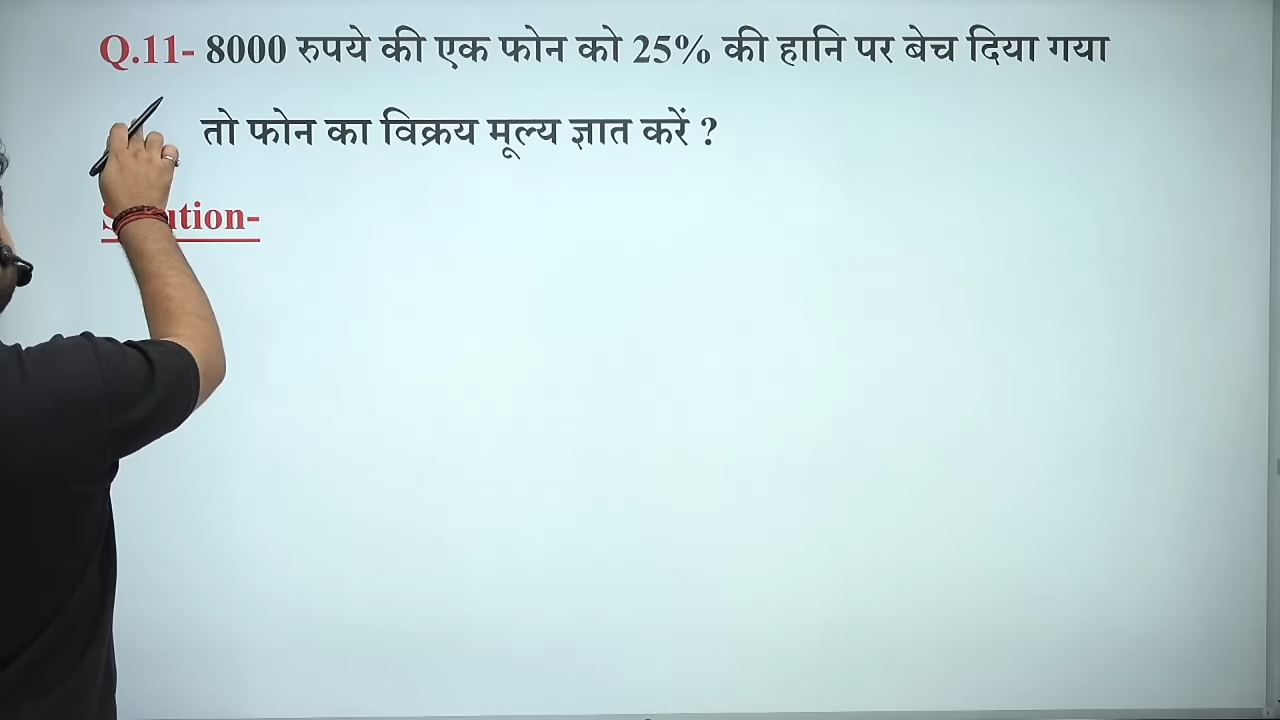 Q.11- 8000 रुपये की एक फोन को 25% की हानि पर बेच दिया गया
तो फोन का विक्रय मूल्य ज्ञात करें ?